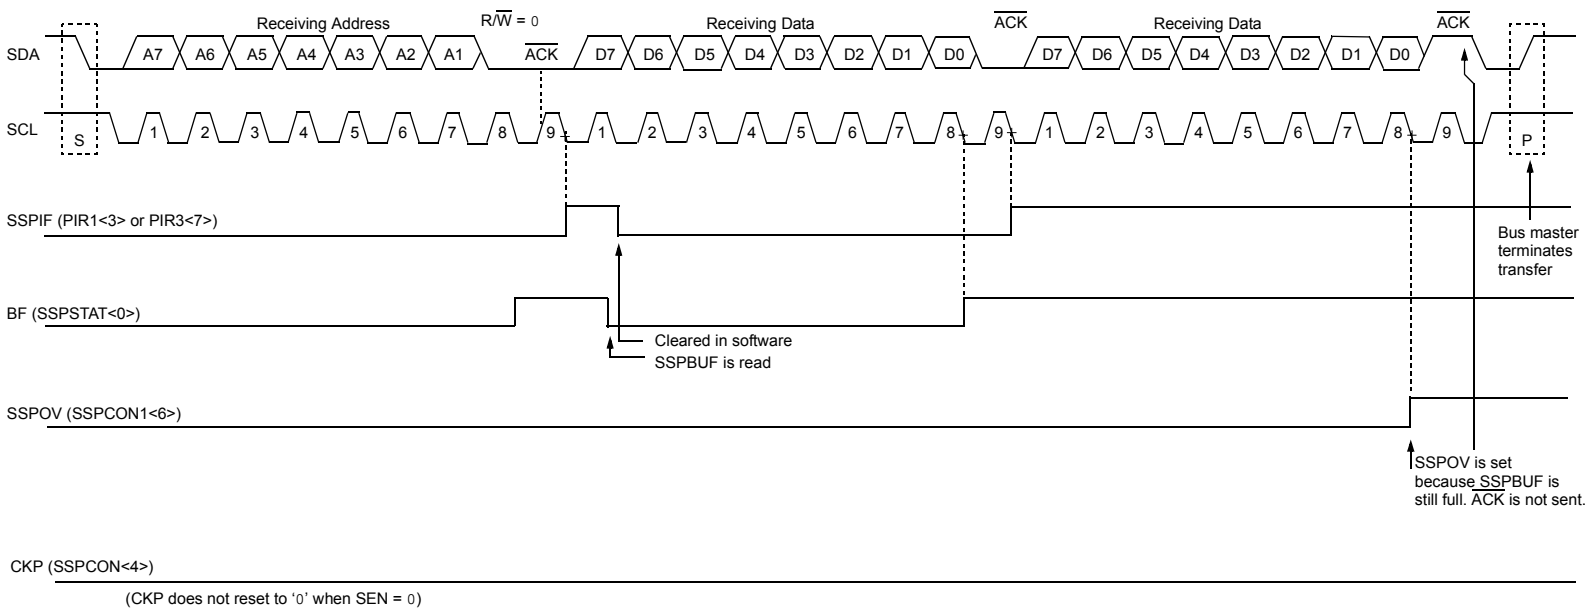 Receiving Address
R/W = 0
Receiving Data
ACK
Receiving Data
ACK
SDA
A7 A6 A5 A4 A3 A2 A1
ACK
D7 D6 D5 D4 D3 D2 D1 D0
D7 D6 D5 D4 D3 D2 D1 D0
SCL
S
1 2 3 4 5 6 7 8 9
1 2 3 4 5 6 7 8 9
1 2 3 4 5 6 7 8 9
P
SSPIF (PIR1<3> or PIR3<7>)
Bus master
terminates
transfer
BF (SSPSTAT<0>)
Cleared in software
SSPBUF is read
SSPOV (SSPCON1<6>)
SSPOV is set
because SSPBUF is
still full. ACK is not sent.
CKP (SSPCON<4>)
(CKP does not reset to ‘0’ when SEN = 0)